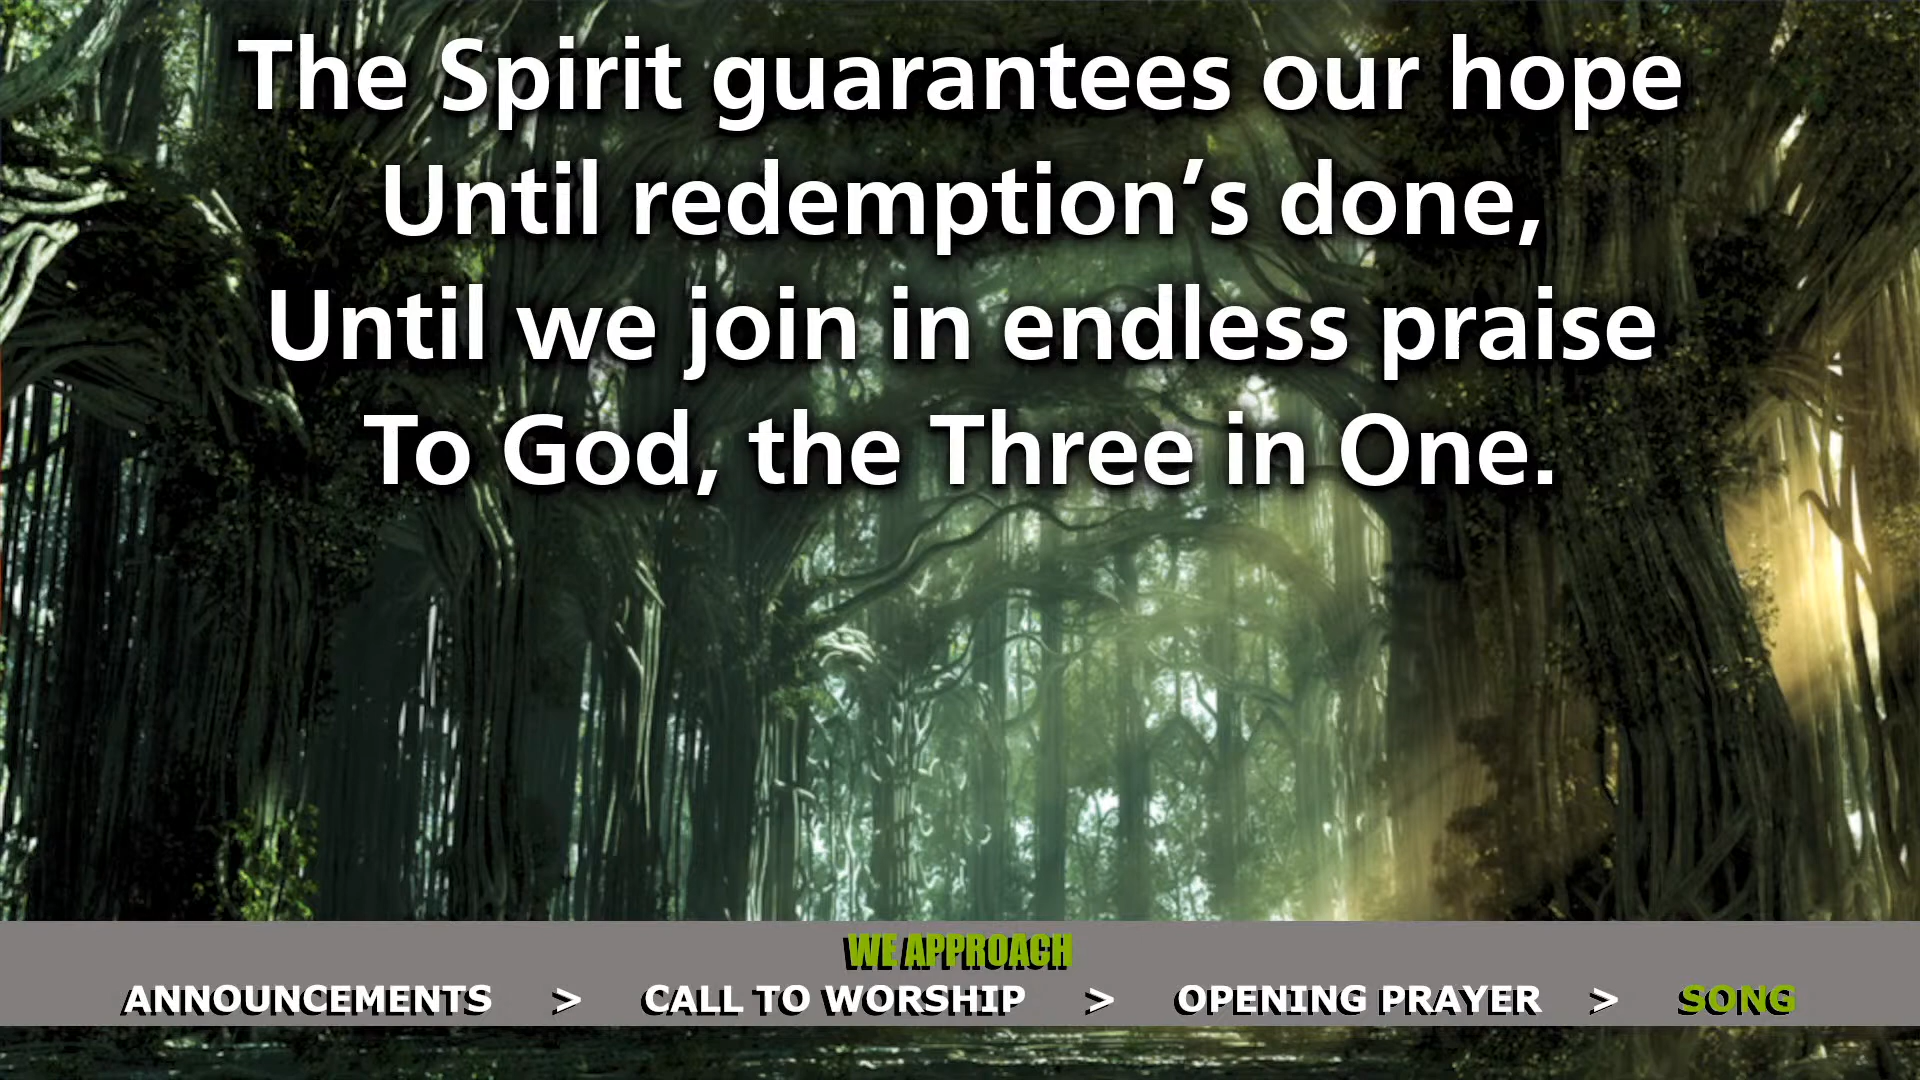 The Spirit guarantees our hope
Until redemption’s done,
Until we join in endless praise
To God, the Three in One.
WE APPROACH
ANNOUNCEMENTS > CALL TO WORSHIP > OPENING PRAYER > SONG